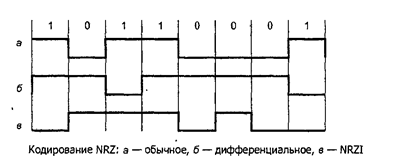 1 0 1 1 0 0 0 1
а
б
в
Кодирование NRZ: а — обычное, б — дифференциальное, в — NRZI